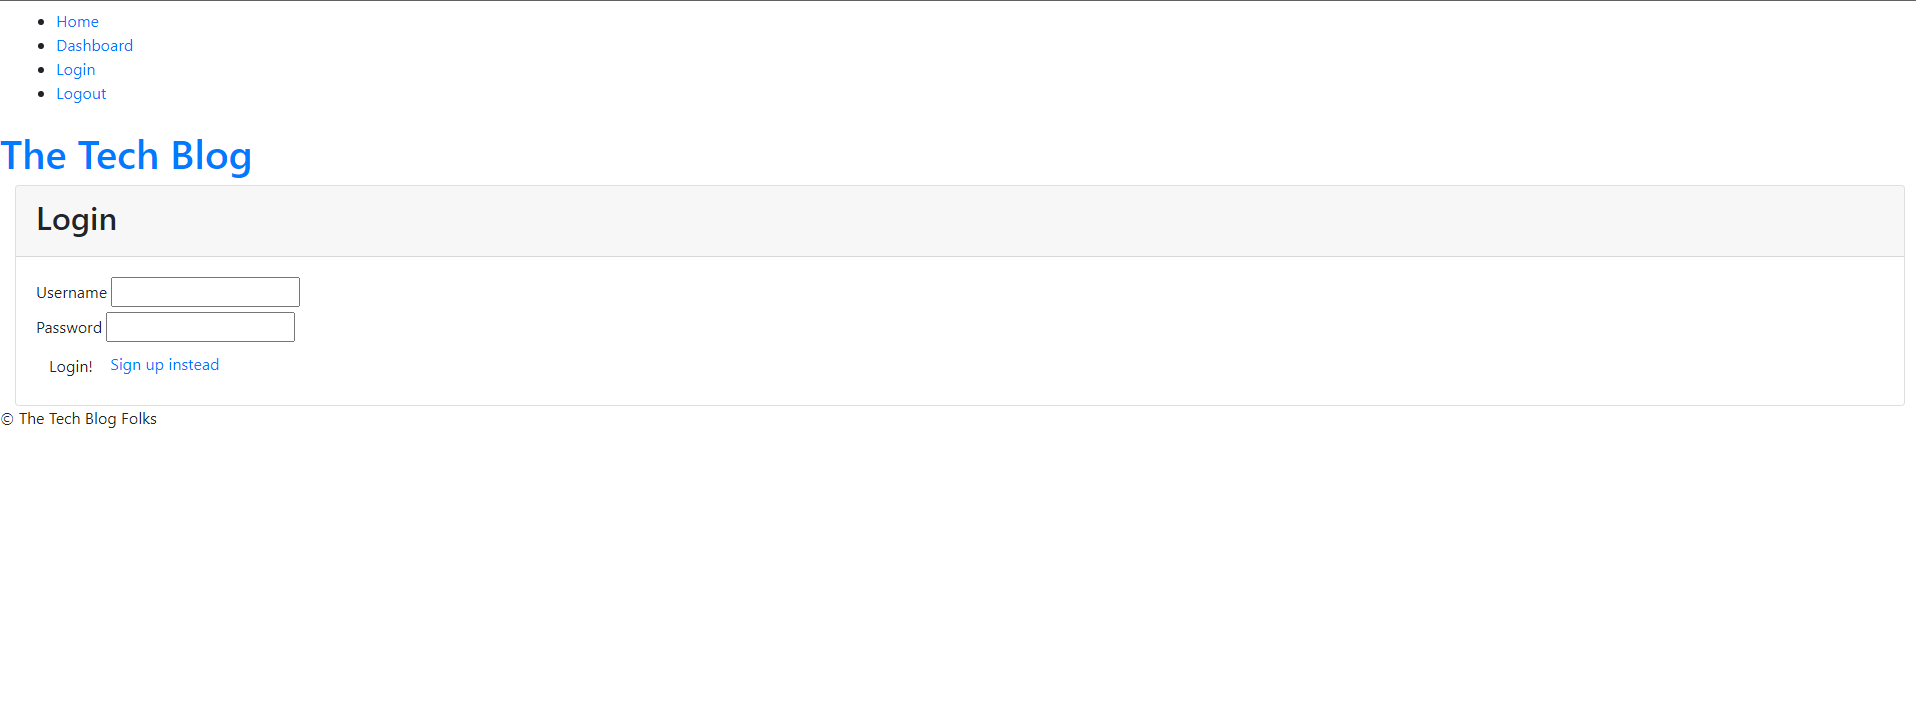 Home
Dashboard
Login
Logout
The Tech Blog
Login
Username
Password
Login! Sign up instead
© The Tech Blog Folks